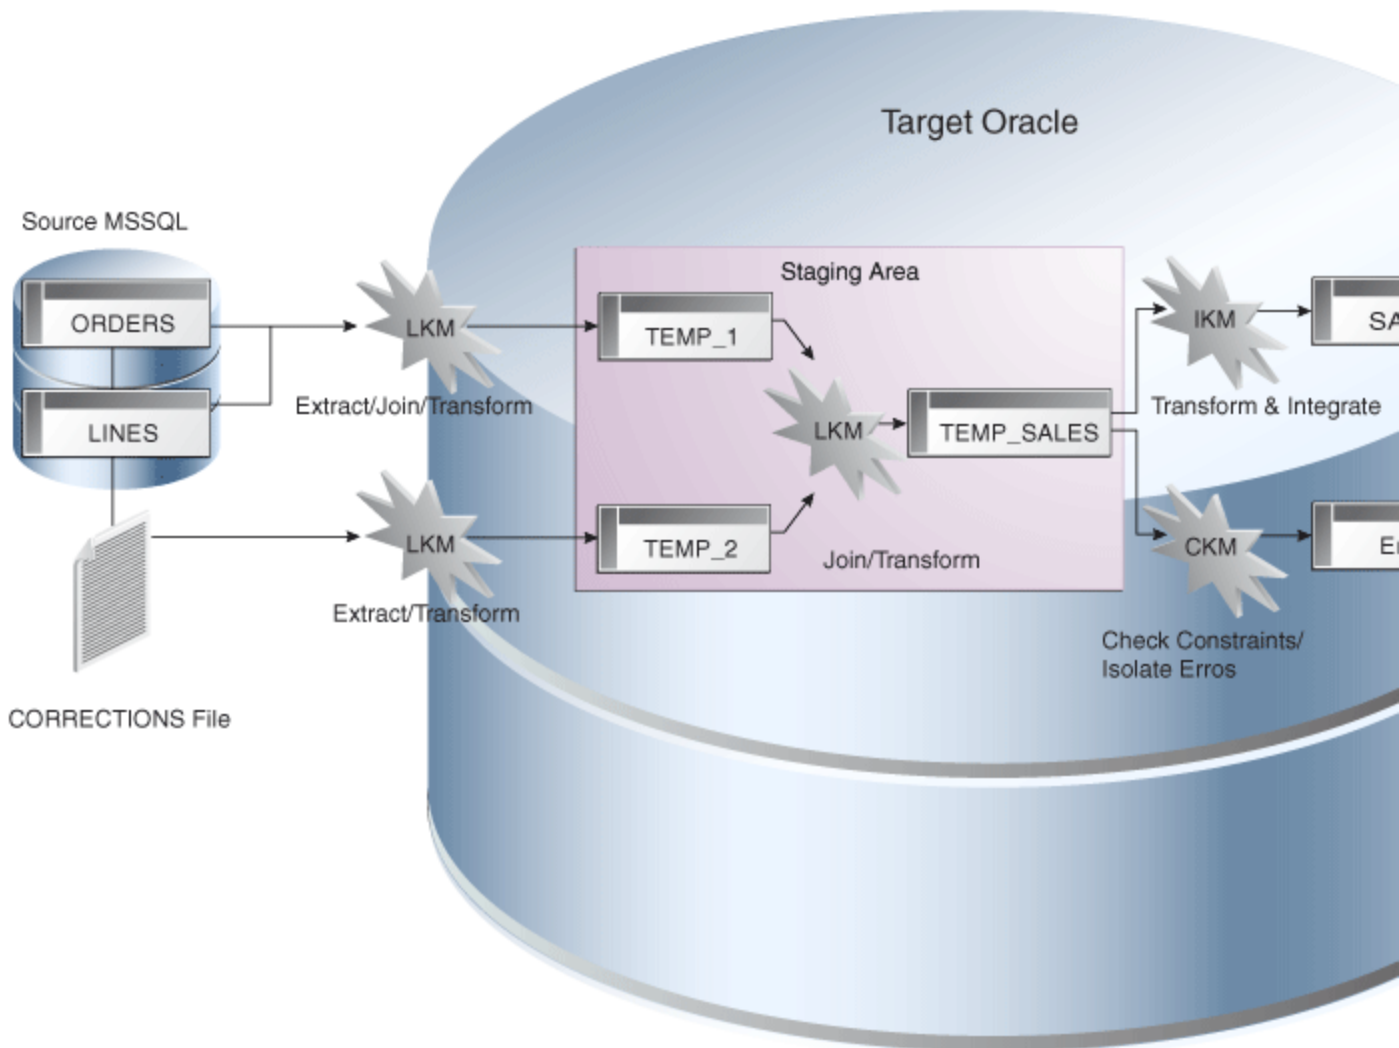 Target Oracle
Source MSSQL
Staging Area
ORDERS
LKM
TEMP_1
IKM
SA
Extract/Join/Transform
Transform & Integrate
LINES
LKM
TEMP_SALES
LKM
TEMP_2
CKM
Join/Transform
Extract/Transform
Check Constraints/
Isolate Erros
CORRECTIONS File